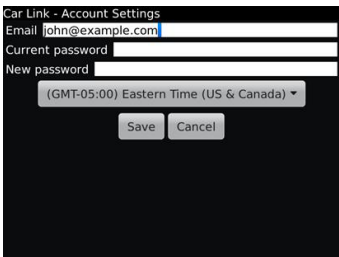 Car Link - Account Settings
Email john@example.com
Current password
New password
(GMT-05:00) Eastern Time (US & Canada)
Save Cancel